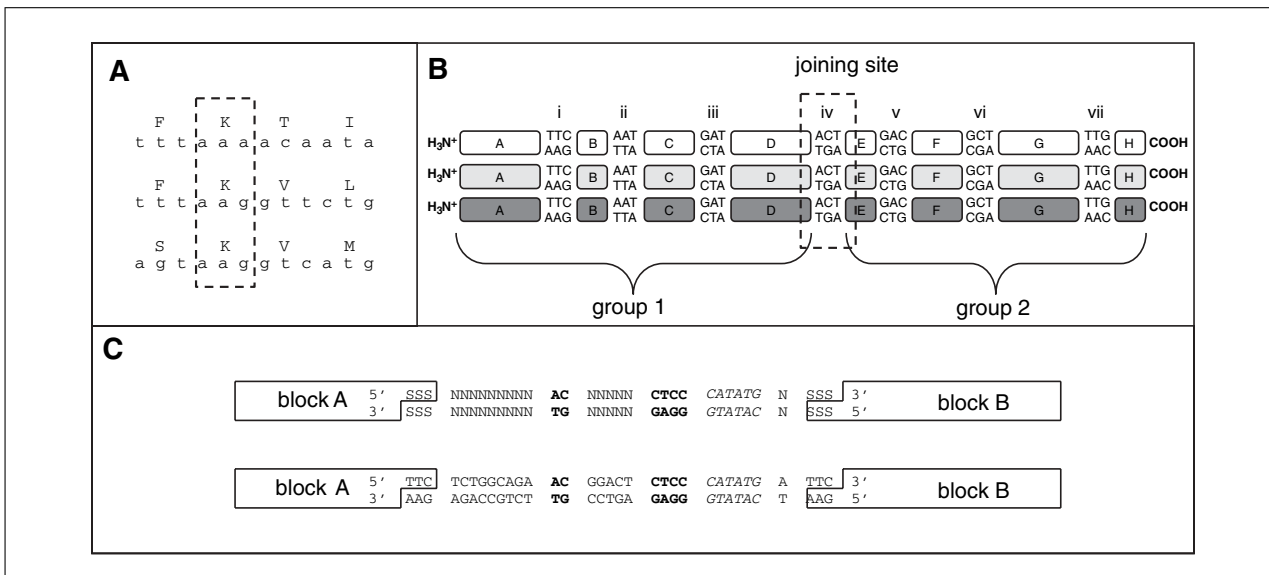 A
F K T I
t t t a a a a c a a t a
F K V L
t t t a a g g t t c t g
S K V M
a g t a a g g t c a t g
B
joining site
i ii iii iv v vi vii
H₃N⁺ A TTC B AAT C GAT D ACT E GAC F GCT G TTG H COOH
AAG TTA CTA TGA CTG CGA AAC
H₃N⁺ A TTC B AAT C GAT D ACT E GAC F GCT G TTG H COOH
AAG TTA CTA TGA CTG CGA AAC
H₃N⁺ A TTC B AAT C GAT D ACT E GAC F GCT G TTG H COOH
AAG TTA CTA TGA CTG CGA AAC
group 1 group 2
C
block A 5′ SSS NNNNNNNNNN AC NNNNN CTCC CATATG N SSS 3′ block B
3′ SSS NNNNNNNNNN TG NNNNN GAGG GTATAC N SSS 5′
block A 5′ TTC TCTGGCAGA AC GGACT CTCC CATATG A TTC 3′ block B
3′ AAG AGACCGTCT TG CCTGA GAGG GTATAC T AAG 5′